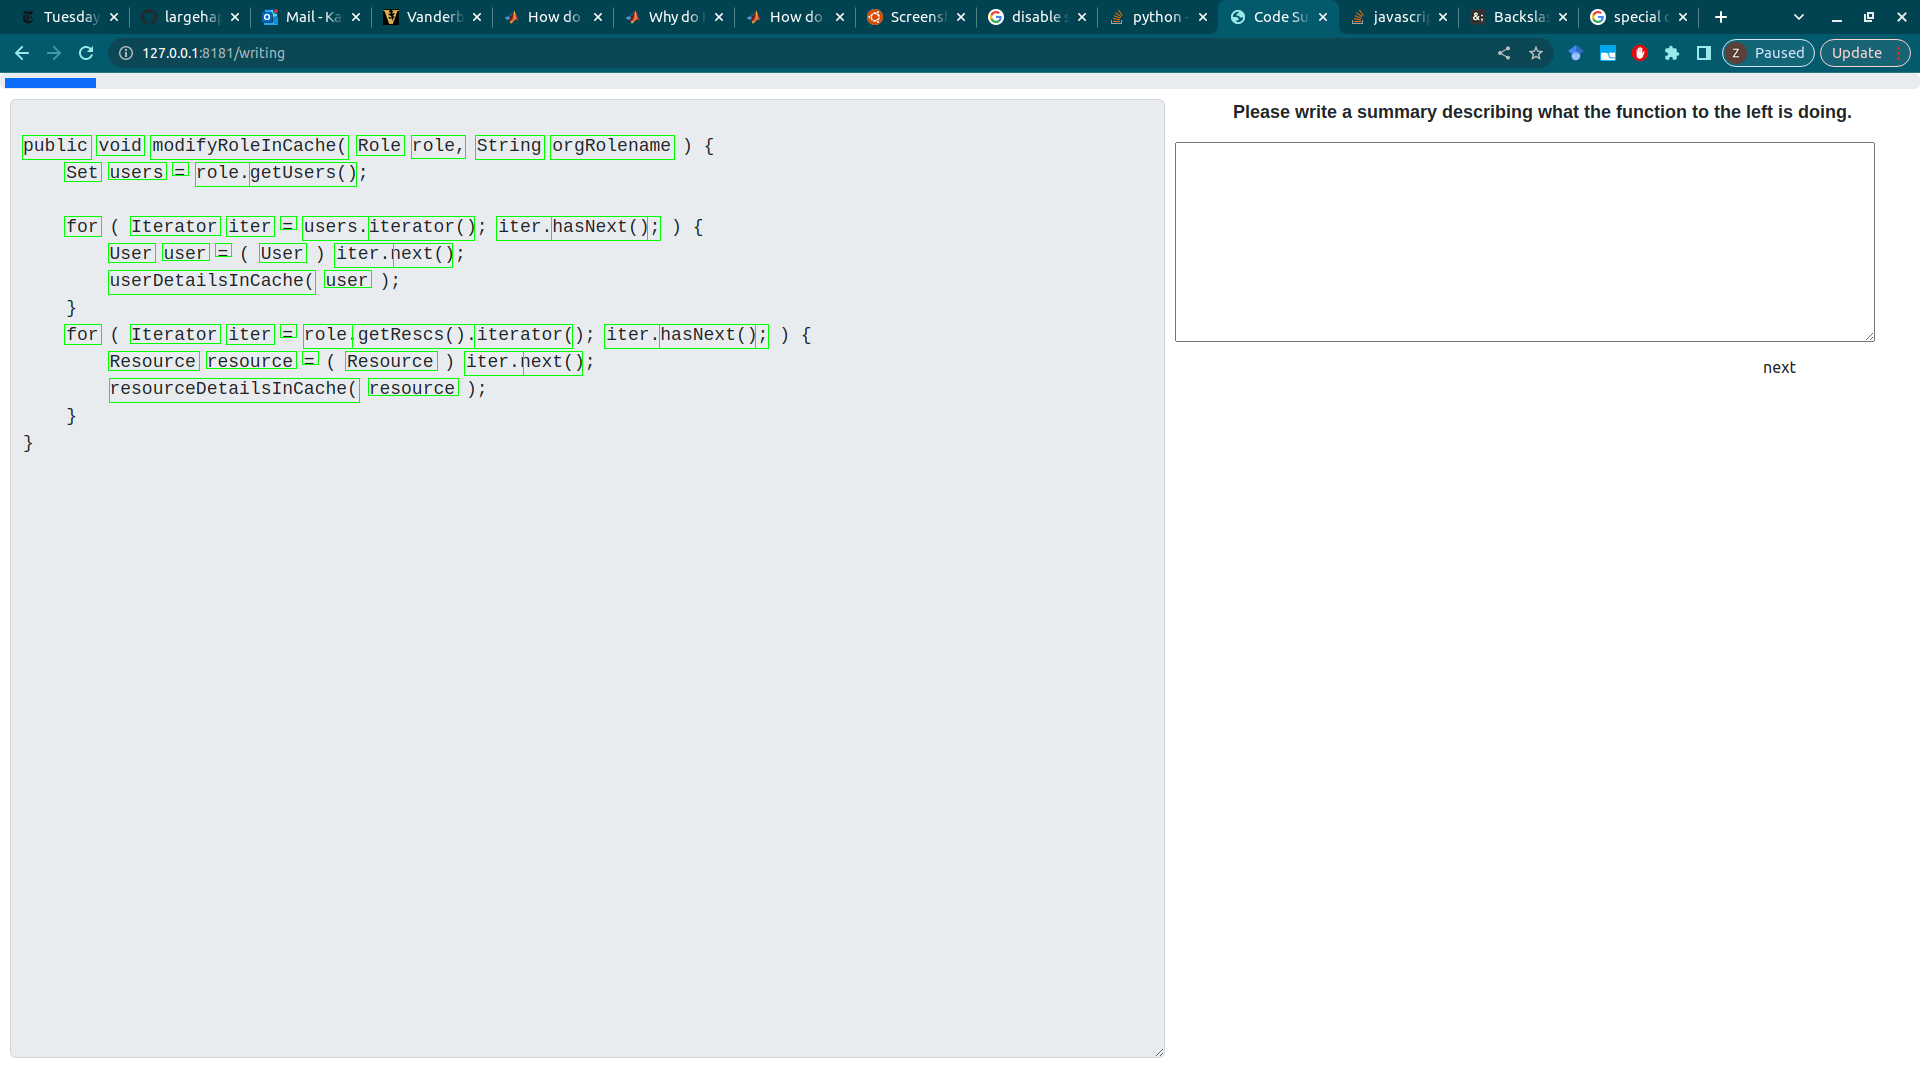 Tuesday
largehap
Mail - Ka
Vanderb
How do
Why do
How do
Screensh
disable s
python -
Code Su
javascrip
Backslas
special c
127.0.0.1:8181/writing
Z Paused
Update
Please write a summary describing what the function to the left is doing.
public void modifyRoleInCache( Role role, String orgRolename ) {
    Set users = role.getUsers();
    for ( Iterator iter = users.iterator(); iter.hasNext(); ) {
        User user = ( User ) iter.next();
        userDetailsInCache( user );
    }
    for ( Iterator iter = role.getRescs().iterator(); iter.hasNext(); ) {
        Resource resource = ( Resource ) iter.next();
        resourceDetailsInCache( resource );
    }
}
next